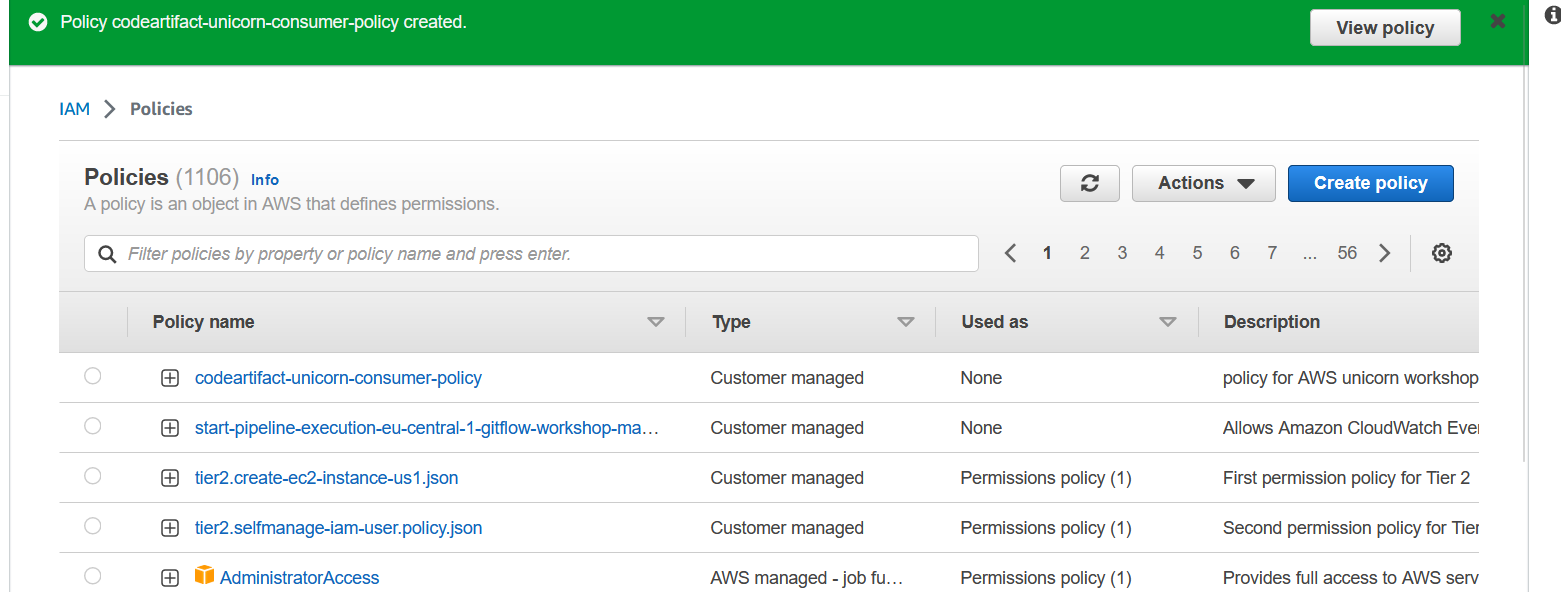 Policy codeartifact-unicorn-consumer-policy created.
View policy
IAM
Policies
Policies (1106) Info
A policy is an object in AWS that defines permissions.
Actions
Create policy
Filter policies by property or policy name and press enter.
1 2 3 4 5 6 7 ... 56
Policy name Type Used as Description
codeartifact-unicorn-consumer-policy Customer managed None policy for AWS unicorn workshop
start-pipeline-execution-eu-central-1-gitflow-workshop-ma… Customer managed None Allows Amazon CloudWatch Ever
tier2.create-ec2-instance-us1.json Customer managed Permissions policy (1) First permission policy for Tier 2
tier2.selfmanage-iam-user.policy.json Customer managed Permissions policy (1) Second permission policy for Tier
AdministratorAccess AWS managed - job fu… Permissions policy (1) Provides full access to AWS serv